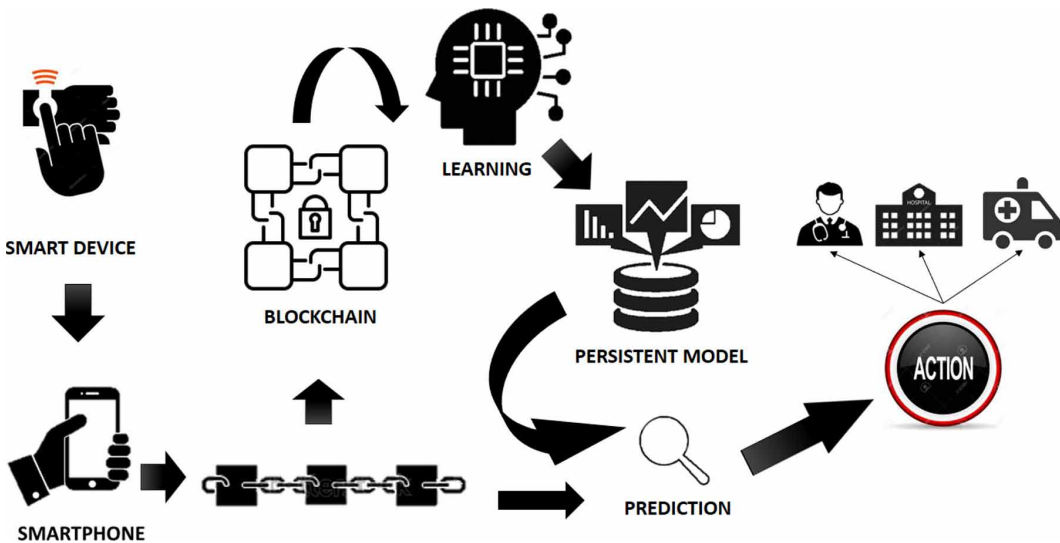 SMART DEVICE
SMARTPHONE
BLOCKCHAIN
LEARNING
PERSISTENT MODEL
PREDICTION
HOSPITAL
ACTION